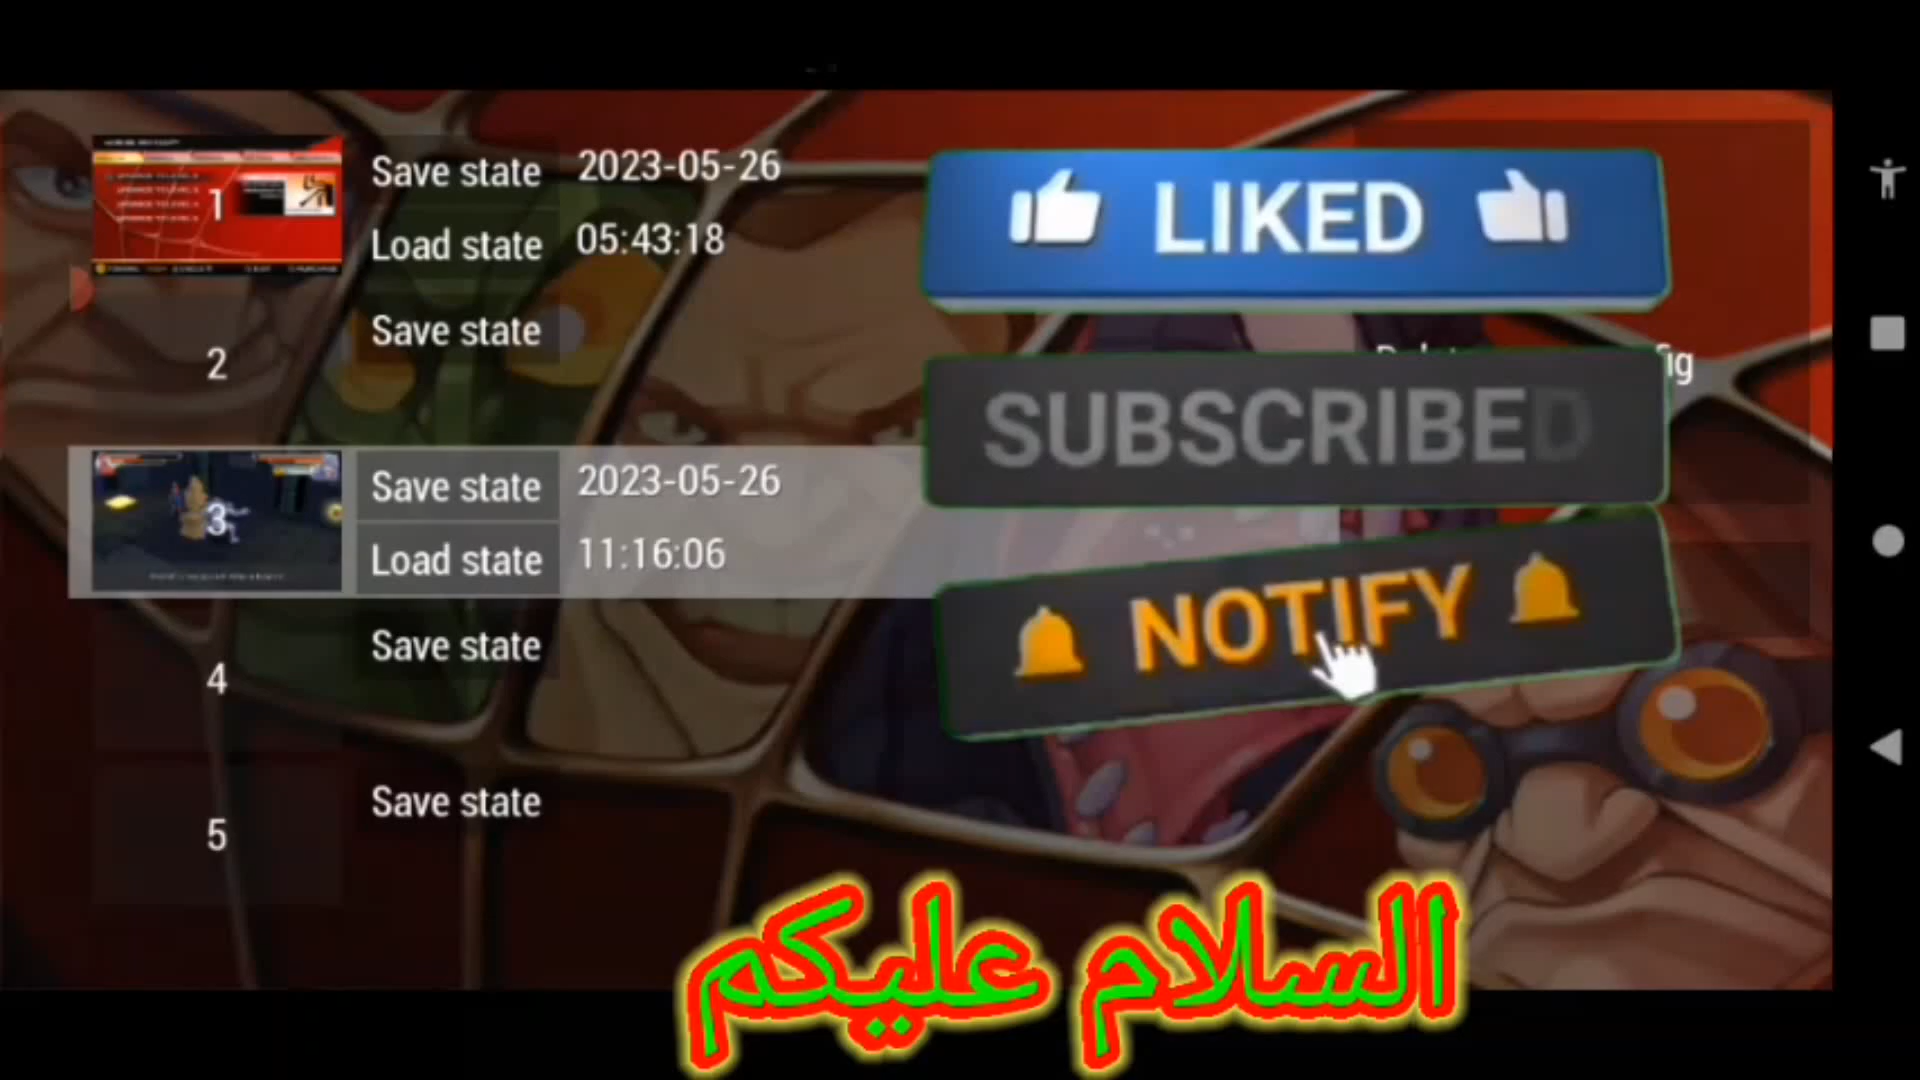 1
Save state
2023-05-26
Load state
05:43:18
2
Save state
3
Save state
2023-05-26
Load state
11:16:06
4
Save state
5
Save state
LIKED
SUBSCRIBED
NOTIFY
السلام عليكم